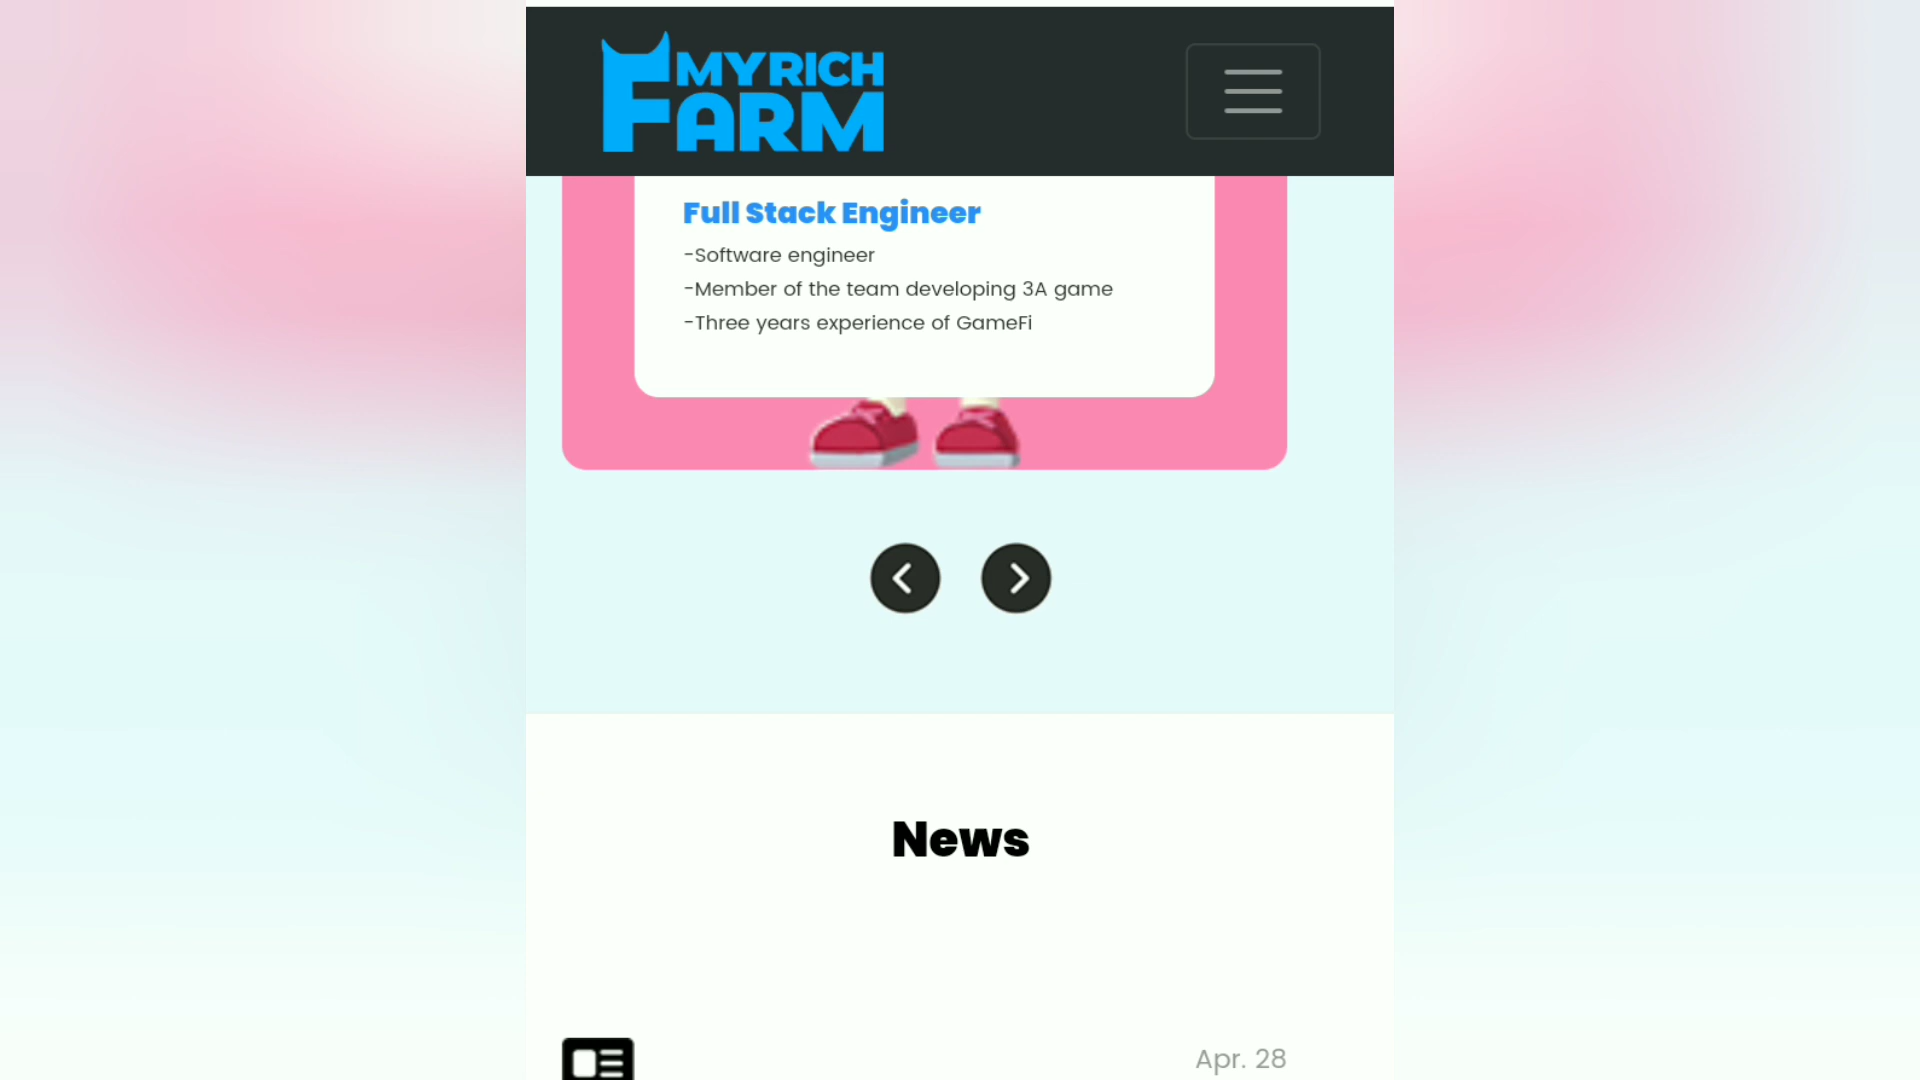 MYRICH
FARM
Full Stack Engineer
-Software engineer
-Member of the team developing 3A game
-Three years experience of GameFi
News
Apr. 28